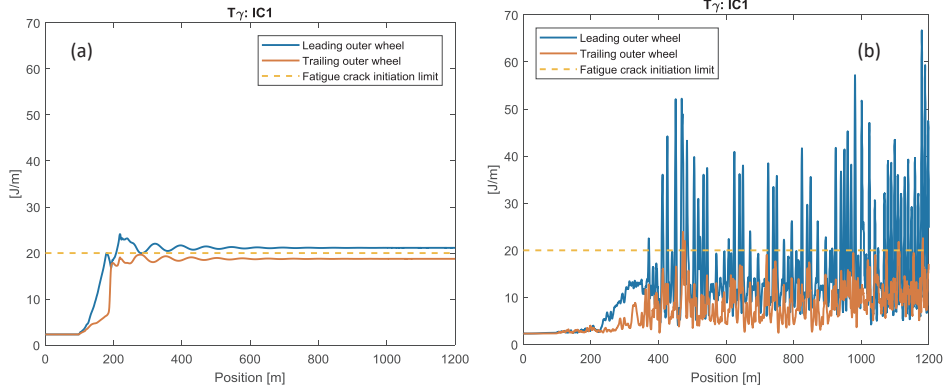 Tγ: IC1
(a)
Leading outer wheel
Trailing outer wheel
Fatigue crack initiation limit
70
60
50
40
30
20
10
0
[J/m]
0 200 400 600 800 1000 1200
Position [m]
Tγ: IC1
(b)
Leading outer wheel
Trailing outer wheel
Fatigue crack initiation limit
70
60
50
40
30
20
10
0
[J/m]
0 200 400 600 800 1000 1200
Position [m]